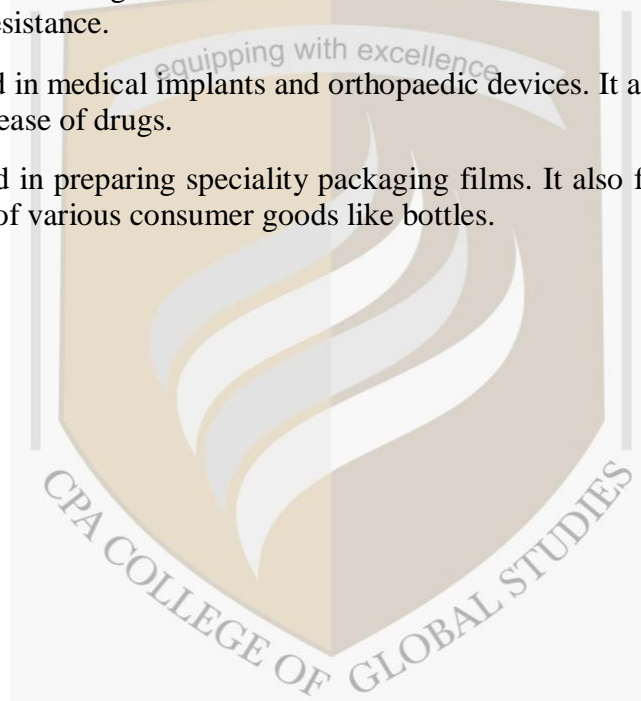 esistance.
equipping with excellence
d in medical implants and orthopaedic devices. It a
ease of drugs.
d in preparing speciality packaging films. It also f
of various consumer goods like bottles.
CPA COLLEGE OF GLOBAL STUDIES